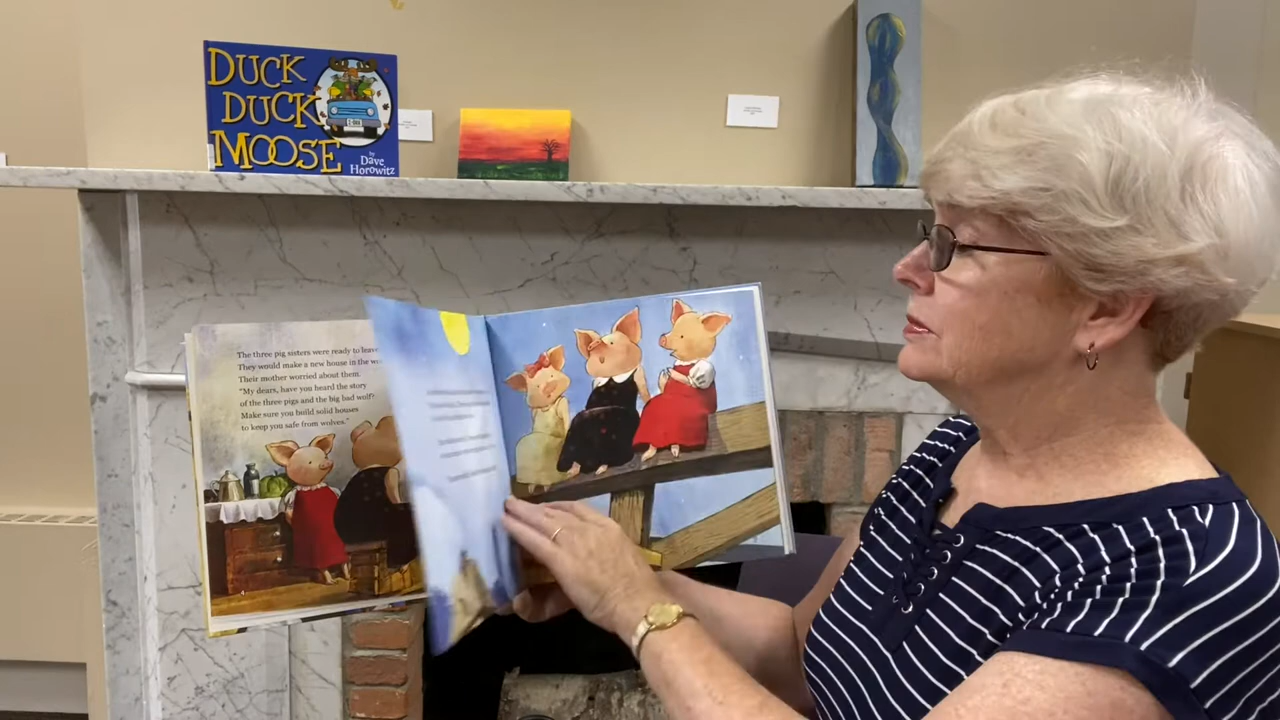 DUCK
DUCK
MOOSE
by
Dave
Horowitz
The three pig sisters were ready to leave
They would make a new house in the
Their mother worried about them.
"My dears, have you heard the story
of the three pigs and the big bad wolf?
Make sure you build solid houses
to keep you safe from wolves."
4